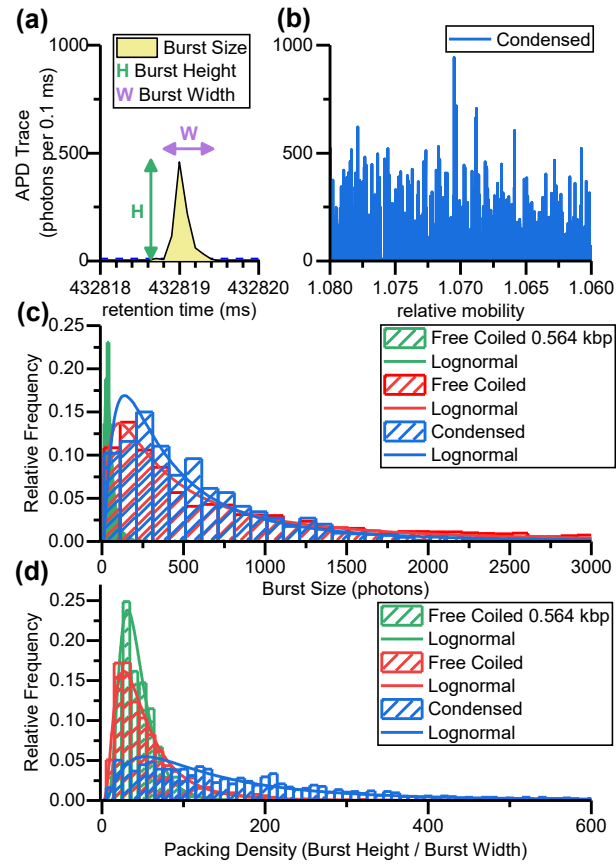 (a)
(b)
1000
500
0
APD Trace
(photons per 0.1 ms)
Burst Size
H Burst Height
W Burst Width
W
H
432818
432819
432820
retention time (ms)
1000
500
0
Condensed
1.080
1.075
1.070
1.065
1.060
relative mobility
(c)
0.25
0.20
0.15
0.10
0.05
0.00
Relative Frequency
Free Coiled 0.564 kbp
Lognormal
Free Coiled
Lognormal
Condensed
Lognormal
0
500
1000
1500
2000
2500
3000
Burst Size (photons)
(d)
0.25
0.20
0.15
0.10
0.05
0.00
Relative Frequency
Free Coiled 0.564 kbp
Lognormal
Free Coiled
Lognormal
Condensed
Lognormal
0
200
400
600
Packing Density (Burst Height / Burst Width)